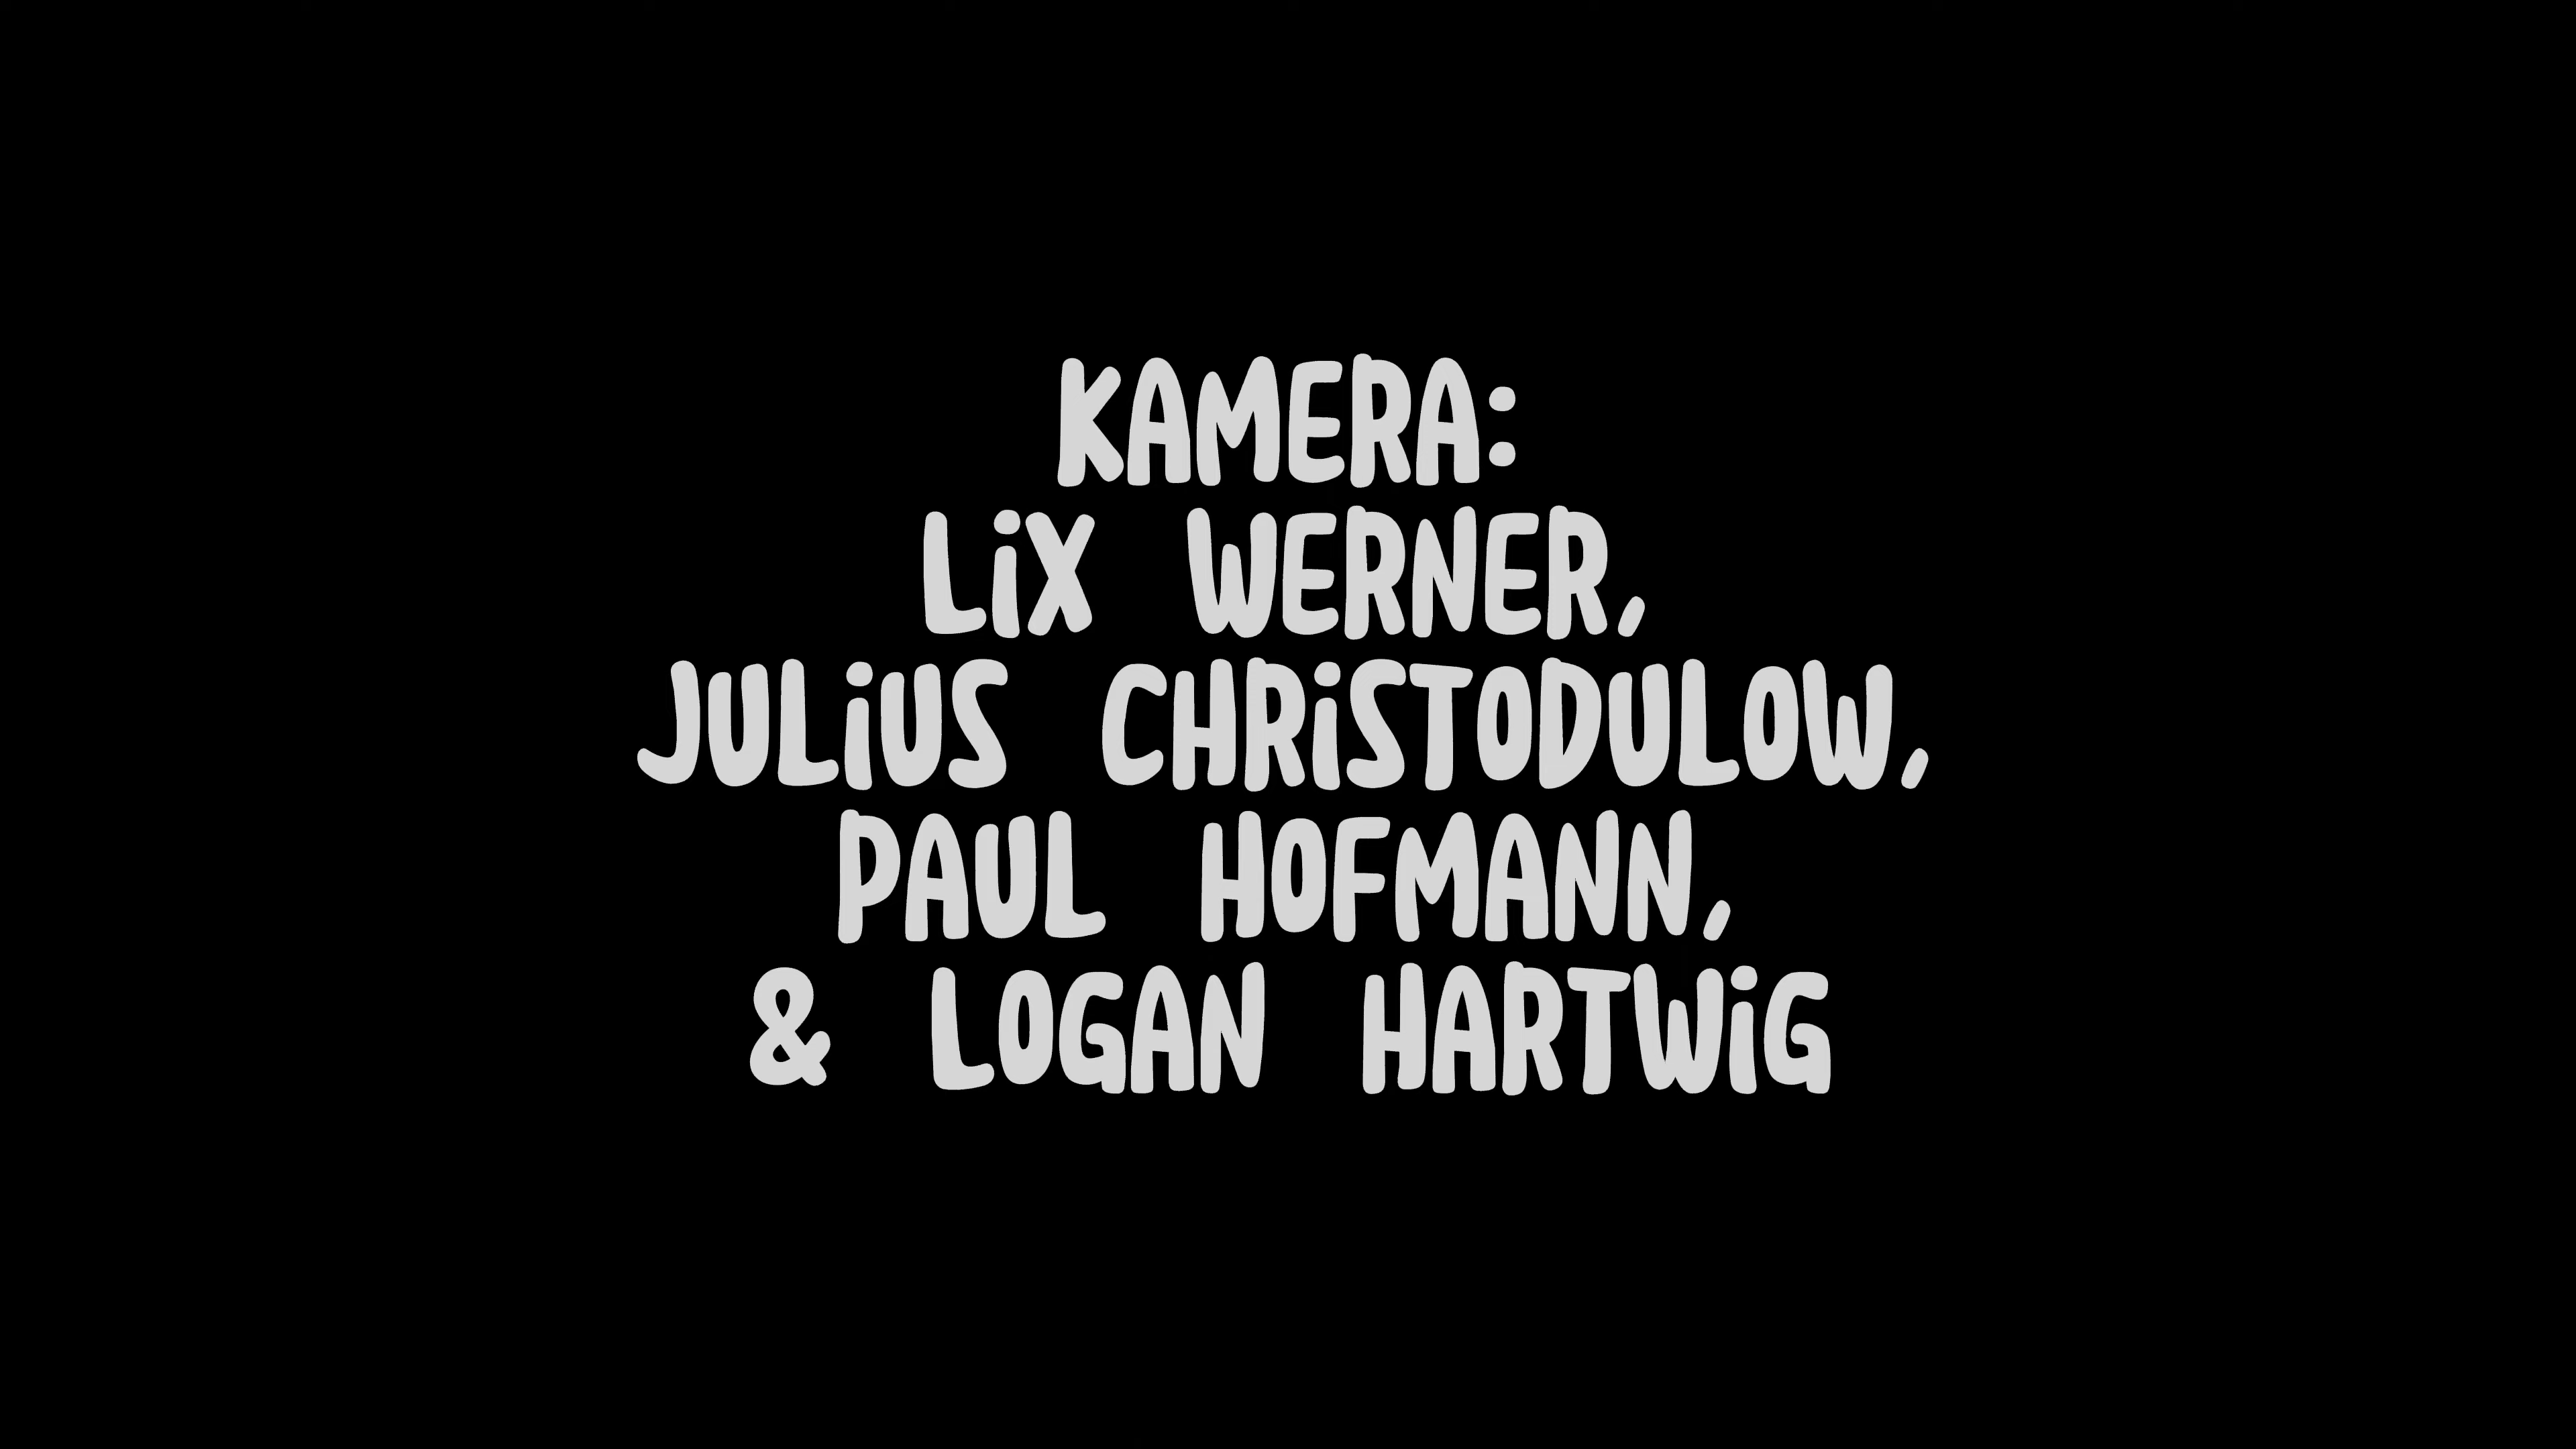 KAMERA:
LiX WERNER,
JULiUS CHRiSTODULOW,
PAUL HOFMANN,
& LOGAN HARTWiG